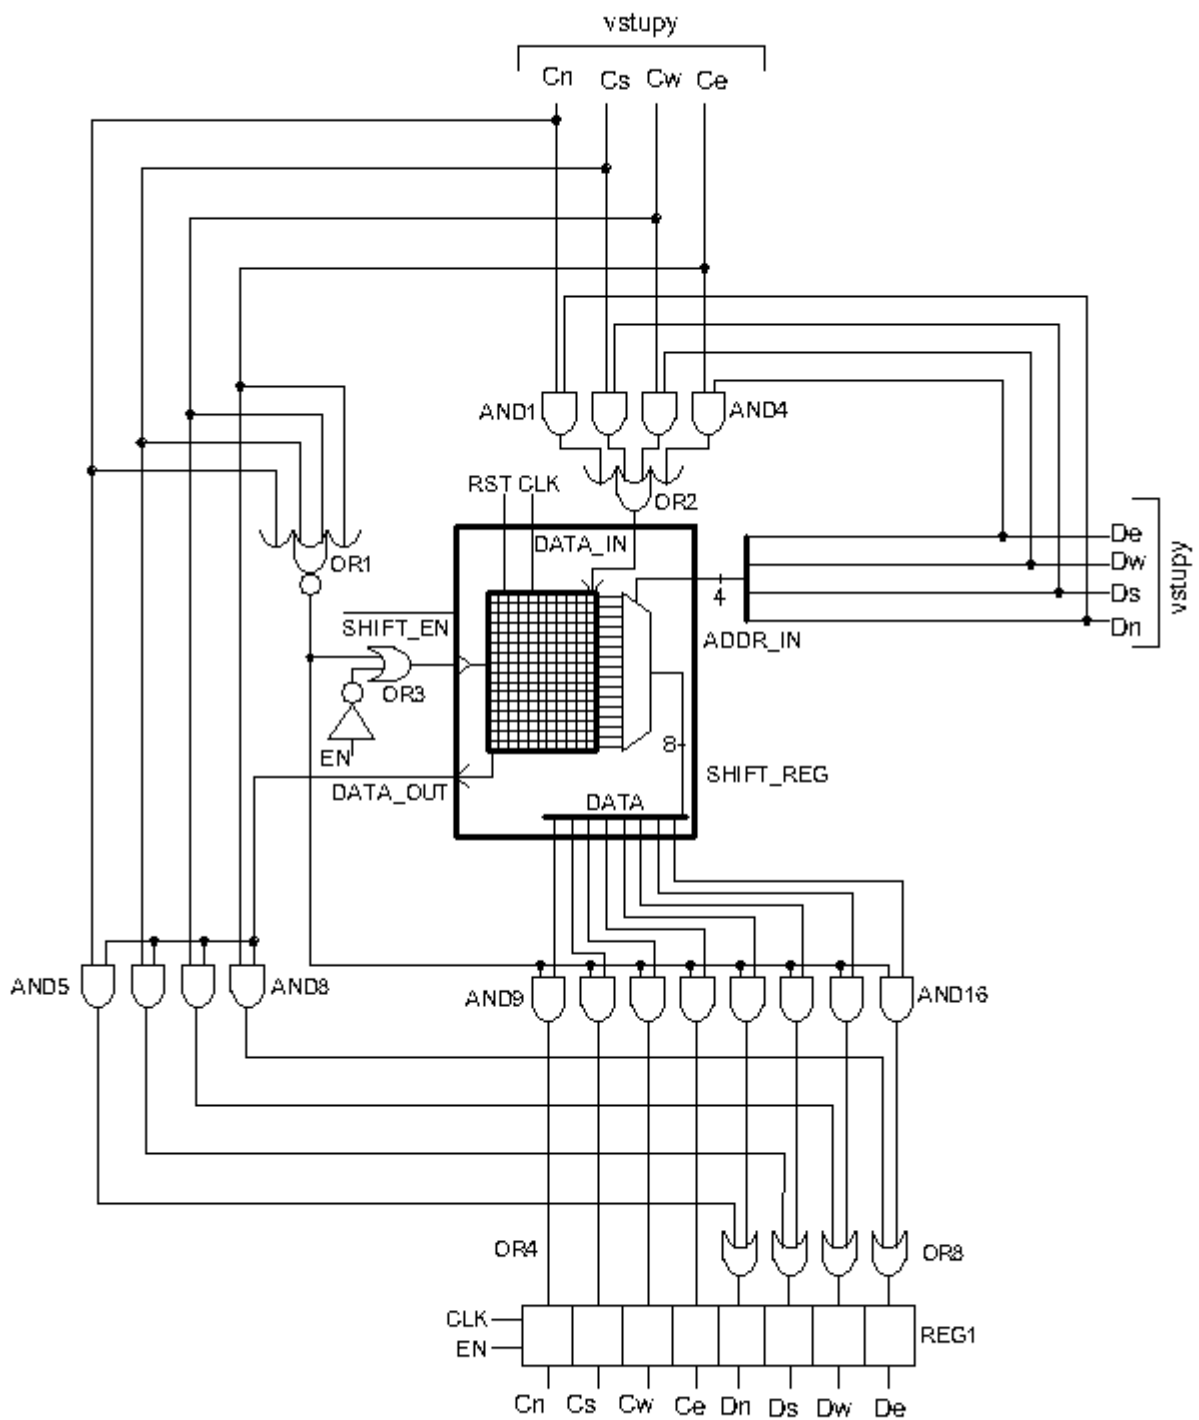 vstupy
Cn Cs Cw Ce
AND1 AND4
RST CLK OR2
DATA_IN
OR1
De
Dw
Ds
Dn
vstupy
4
SHIFT_EN
ADDR_IN
OR3
EN
8
SHIFT_REG
DATA_OUT
DATA
AND5 AND8 AND9 AND16
OR4 OR8
CLK
EN
REG1
Cn Cs Cw Ce Dn Ds Dw De